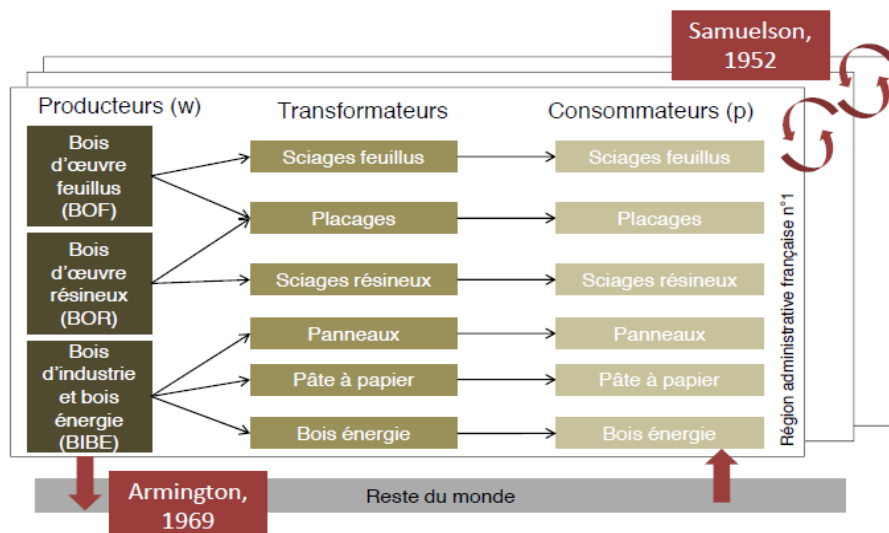 Samuelson,
1952
Producteurs (w)
Transformateurs
Consommateurs (p)
Bois
d'œuvre
feuillus
(BOF)
Sciages feuillus
Sciages feuillus
Placages
Placages
Bois
d'œuvre
résineux
(BOR)
Sciages résineux
Sciages résineux
Bois
d'industrie
et bois
énergie
(BIBE)
Panneaux
Panneaux
Pâte à papier
Pâte à papier
Bois énergie
Bois énergie
Région administrative française n°1
Armington,
1969
Reste du monde